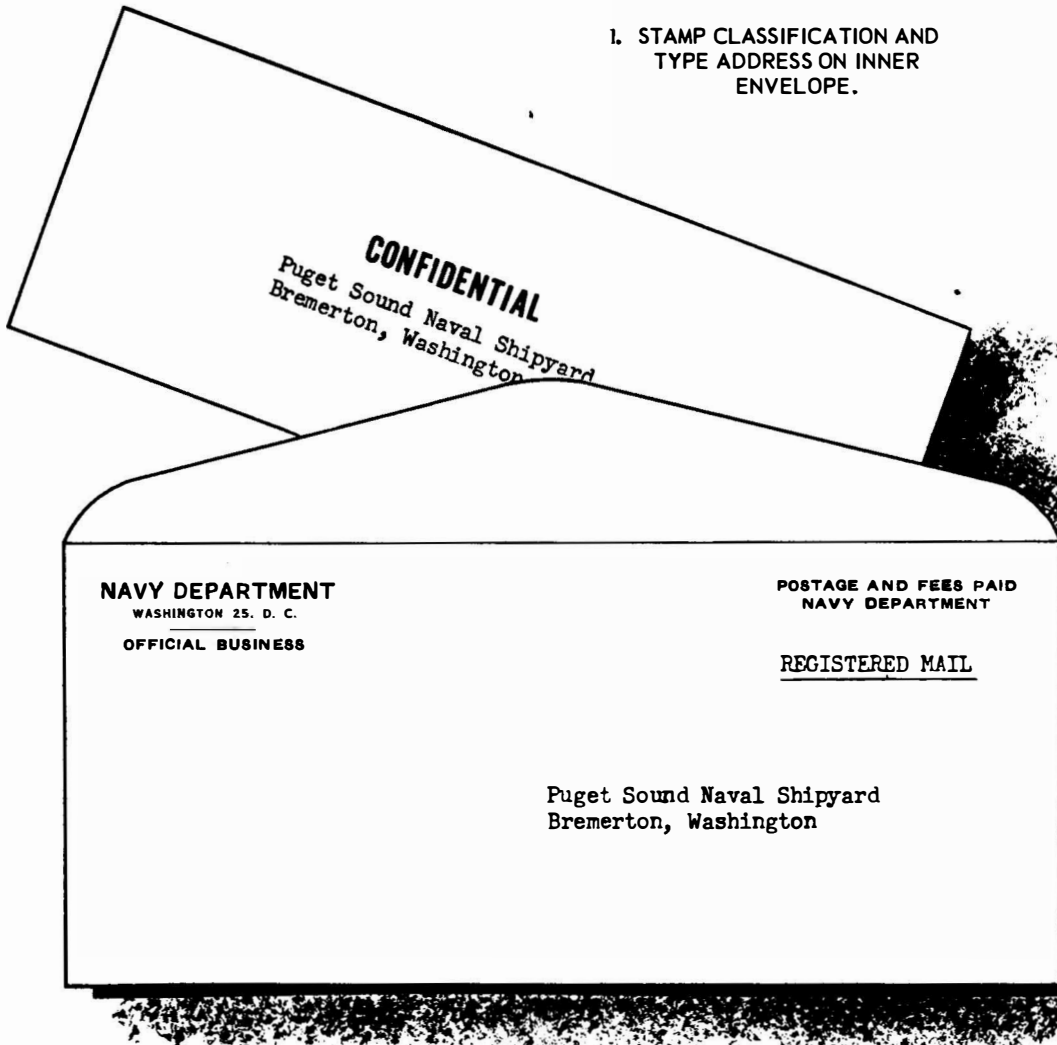 1. STAMP CLASSIFICATION AND
TYPE ADDRESS ON INNER
ENVELOPE.
CONFIDENTIAL
Puget Sound Naval Shipyard
Bremerton, Washington
NAVY DEPARTMENT
WASHINGTON 25. D. C.
OFFICIAL BUSINESS
POSTAGE AND FEES PAID
NAVY DEPARTMENT
REGISTERED MAIL
Puget Sound Naval Shipyard
Bremerton, Washington